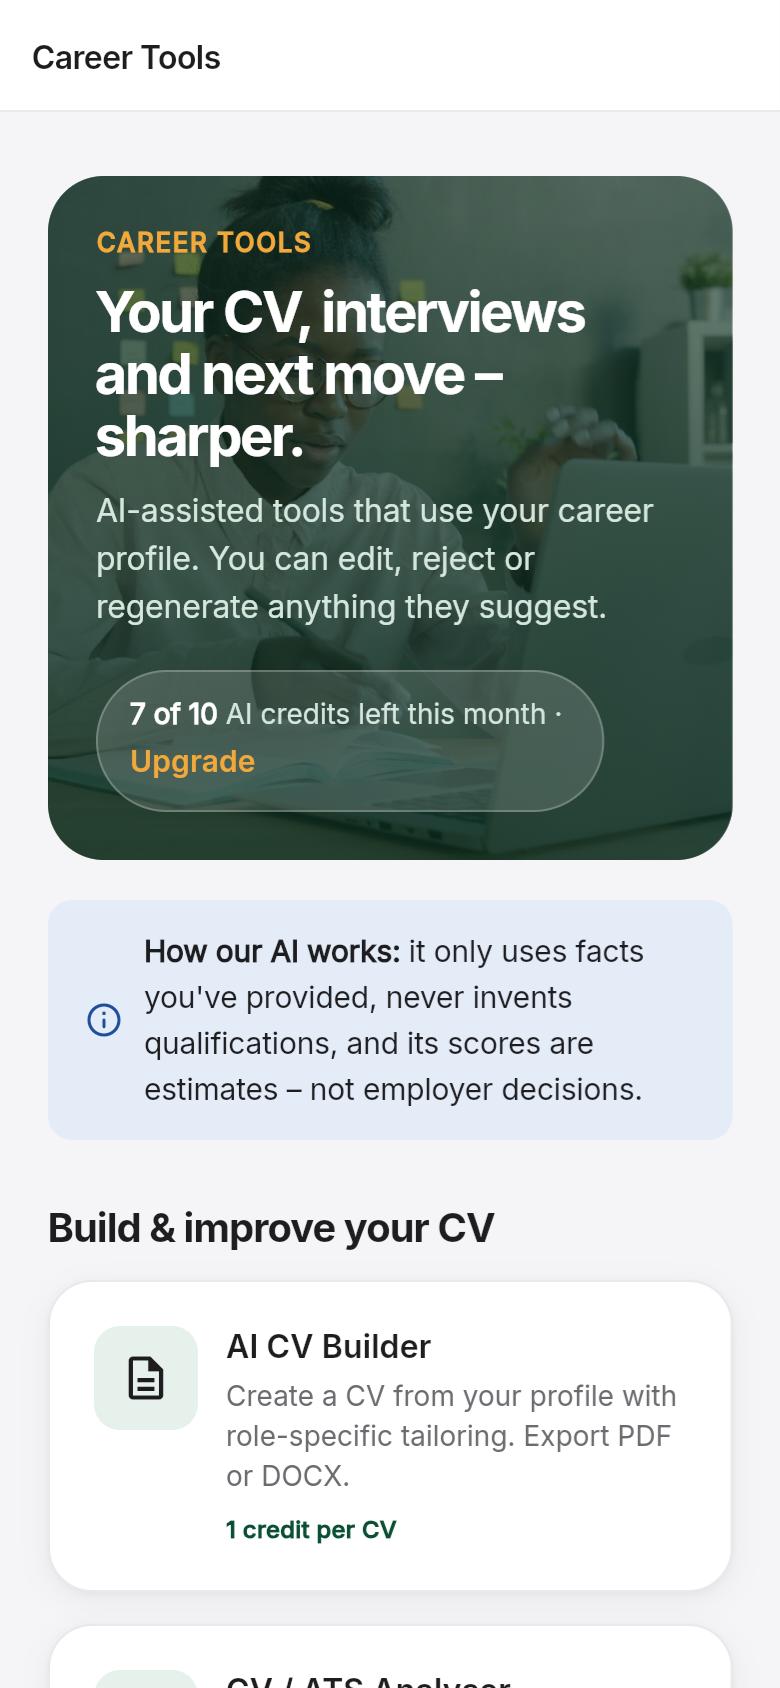 Career Tools
CAREER TOOLS
Your CV, interviews
and next move –
sharper.
AI-assisted tools that use your career
profile. You can edit, reject or
regenerate anything they suggest.
7 of 10 AI credits left this month ·
Upgrade
How our AI works: it only uses facts
you've provided, never invents
qualifications, and its scores are
estimates – not employer decisions.
Build & improve your CV
AI CV Builder
Create a CV from your profile with
role-specific tailoring. Export PDF
or DOCX.
1 credit per CV
CV / ATS Analyser